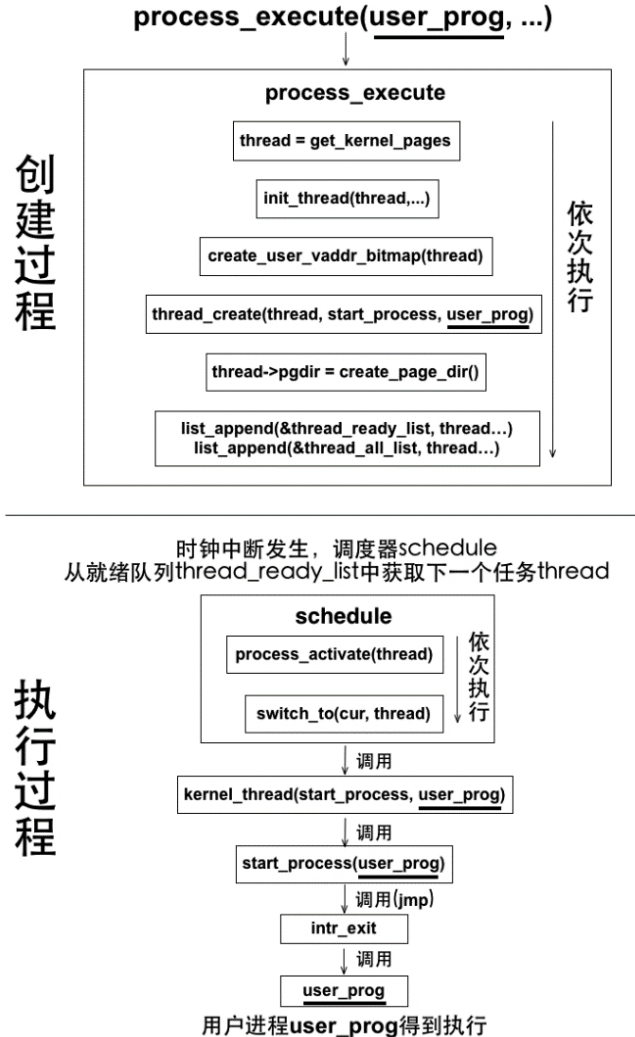 process_execute(user_prog, ...)
process_execute
thread = get_kernel_pages
init_thread(thread,...)
create_user_vaddr_bitmap(thread)
thread_create(thread, start_process, user_prog)
thread->pgdir = create_page_dir()
list_append(&thread_ready_list, thread...)
list_append(&thread_all_list, thread...)
依次执行
创建过程
时钟中断发生，调度器schedule
从就绪队列thread_ready_list中获取下一个任务thread
schedule
process_activate(thread)
switch_to(cur, thread)
依次执行
执行过程
调用
kernel_thread(start_process, user_prog)
调用
start_process(user_prog)
调用(jmp)
intr_exit
调用
user_prog
用户进程user_prog得到执行